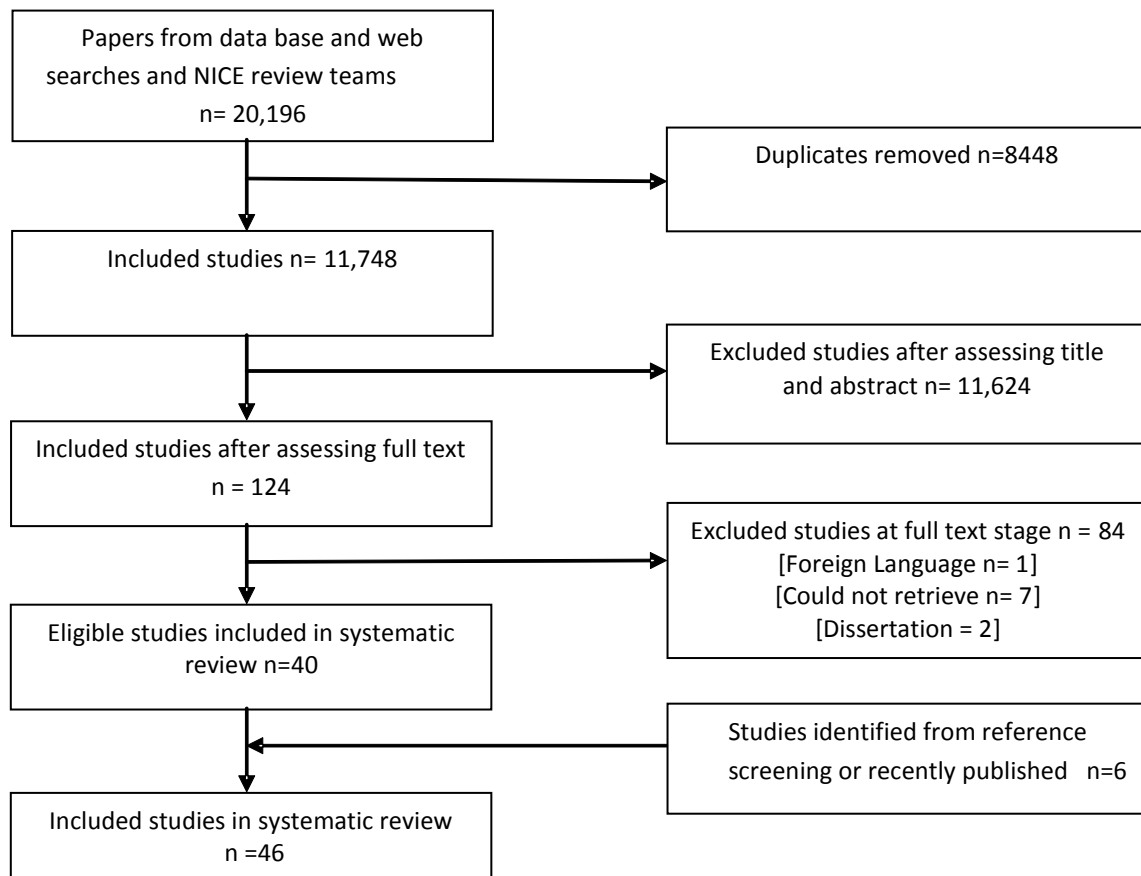 Papers from data base and web
searches and NICE review teams
n= 20,196
Duplicates removed n=8448
Included studies n= 11,748
Excluded studies after assessing title
and abstract n= 11,624
Included studies after assessing full text
n = 124
Excluded studies at full text stage n = 84
[Foreign Language n= 1]
[Could not retrieve n= 7]
[Dissertation = 2]
Eligible studies included in systematic
review n=40
Studies identified from reference
screening or recently published n=6
Included studies in systematic review
n =46